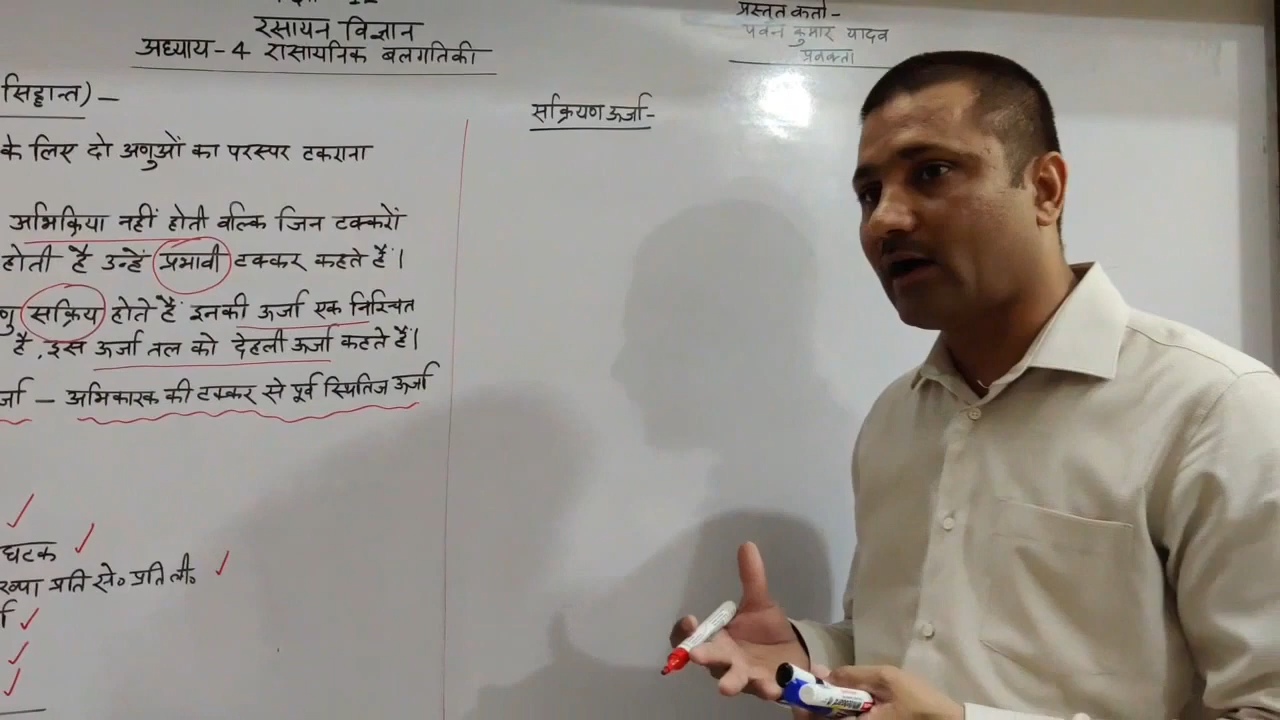 रसायन विज्ञान
अध्याय-4 रासायनिक बलगतिकी
प्रस्तुत कर्ता-
पवन कुमार यादव
प्रवक्ता
सिद्दान्त)-
के लिए दो अणुओं का परस्पर टकराना
अभिक्रिया नहीं होती बल्कि जिन टक्करों
होती है उन्हें प्रभावी टक्कर कहते हैं।
णु सक्रिय होते हैं इनकी ऊर्जा एक निश्चित
है, इस ऊर्जा तल को देहली ऊर्जा कहते हैं।
र्जा - अभिकारक की टक्कर से पूर्व स्थितिज ऊर्जा
घटक
ख्या प्रति से० प्रति ली०
सक्रियण ऊर्जा-